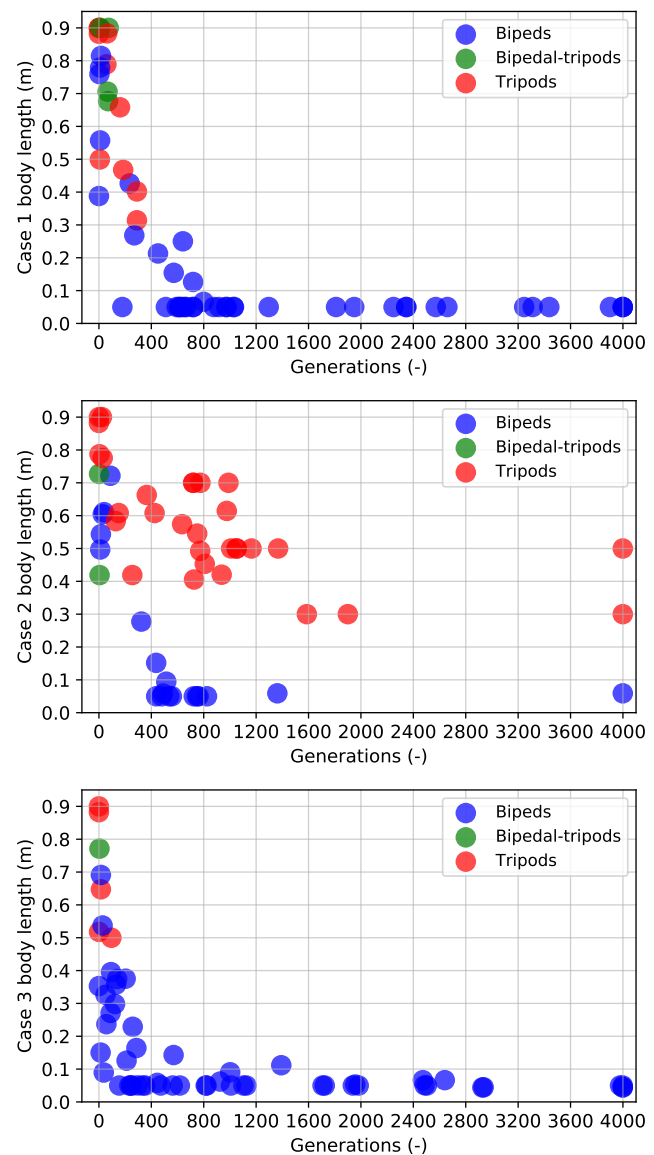 0.9
0.8
0.7
0.6
0.5
0.4
0.3
0.2
0.1
0.0
Case 1 body length (m)
Bipeds
Bipedal-tripods
Tripods
0 400 800 1200 1600 2000 2400 2800 3200 3600 4000
Generations (-)
0.9
0.8
0.7
0.6
0.5
0.4
0.3
0.2
0.1
0.0
Case 2 body length (m)
Bipeds
Bipedal-tripods
Tripods
0 400 800 1200 1600 2000 2400 2800 3200 3600 4000
Generations (-)
0.9
0.8
0.7
0.6
0.5
0.4
0.3
0.2
0.1
0.0
Case 3 body length (m)
Bipeds
Bipedal-tripods
Tripods
0 400 800 1200 1600 2000 2400 2800 3200 3600 4000
Generations (-)